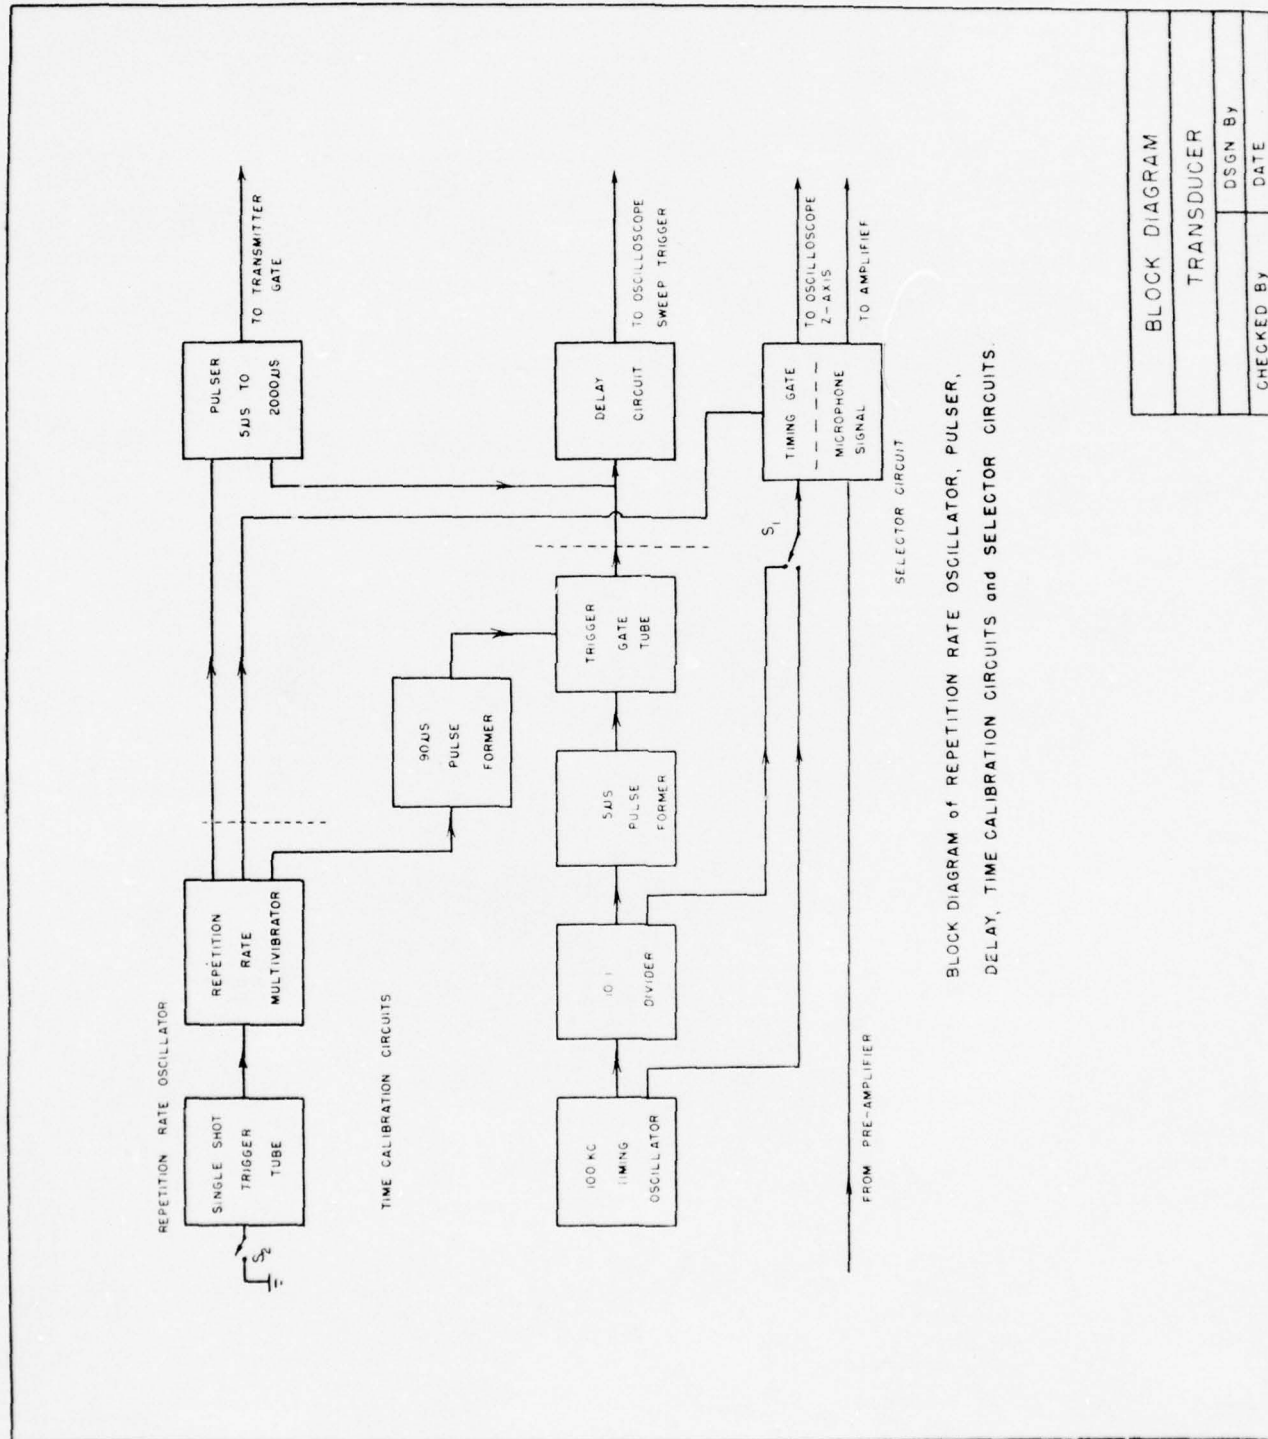 REPETITION RATE OSCILLATOR
S2
SINGLE SHOT
TRIGGER
TUBE
REPETITION
RATE
MULTIVIBRATOR
PULSER
5μS TO
2000μS
TO TRANSMITTER
GATE
TIME CALIBRATION CIRCUITS
90μS
PULSE
FORMER
100 KC
TIMING
OSCILLATOR
10 1
DIVIDER
5μS
PULSE
FORMER
TRIGGER
GATE
TUBE
DELAY
CIRCUIT
TO OSCILLOSCOPE
SWEEP TRIGGER
S1
TIMING GATE
MICROPHONE
SIGNAL
TO OSCILLOSCOPE
Z-AXIS
TO AMPLIFIER
FROM PRE-AMPLIFIER
SELECTOR CIRCUIT
BLOCK DIAGRAM of REPETITION RATE OSCILLATOR, PULSER,
DELAY, TIME CALIBRATION CIRCUITS and SELECTOR CIRCUITS.
BLOCK DIAGRAM
TRANSDUCER
DSGN By
CHECKED By
DATE